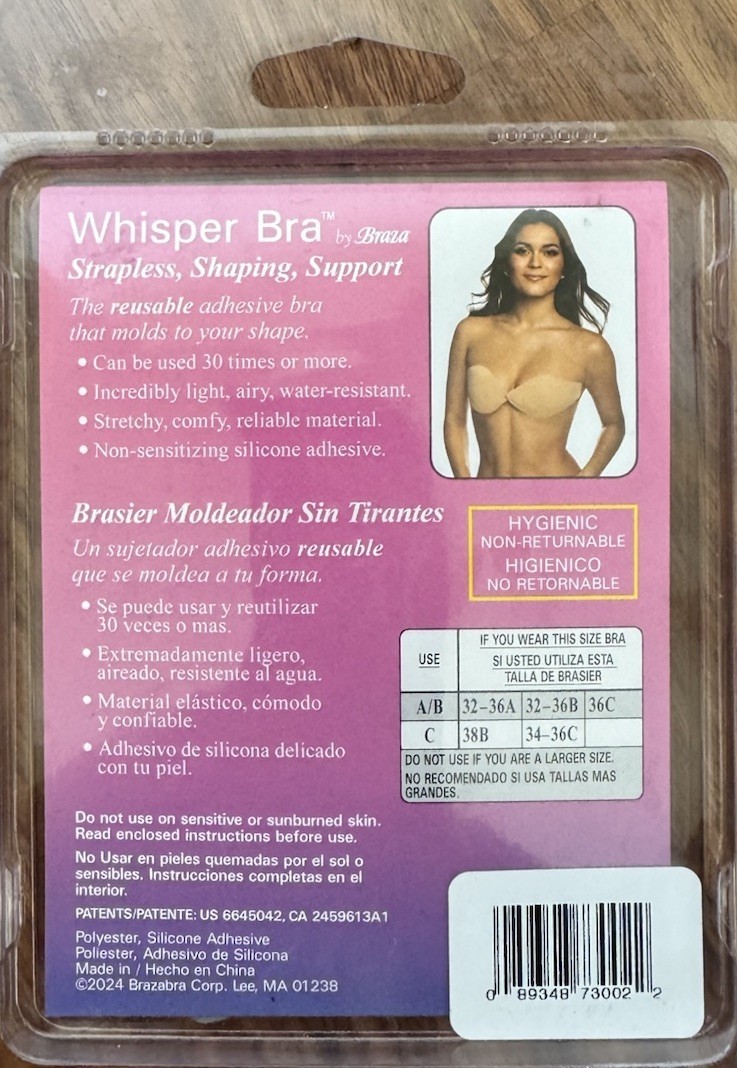 Whisper Bra™ by Braza
Strapless, Shaping, Support
The reusable adhesive bra
that molds to your shape.
• Can be used 30 times or more.
• Incredibly light, airy, water-resistant.
• Stretchy, comfy, reliable material.
• Non-sensitizing silicone adhesive.
Brasier Moldeador Sin Tirantes
Un sujetador adhesivo reusable
que se moldea a tu forma.
• Se puede usar y reutilizar
30 veces o mas.
• Extremadamente ligero,
aireado, resistente al agua.
• Material elástico, cómodo
y confiable.
• Adhesivo de silicona delicado
con tu piel.
HYGIENIC
NON-RETURNABLE
HIGIENICO
NO RETORNABLE
USE
IF YOU WEAR THIS SIZE BRA
SI USTED UTILIZA ESTA
TALLA DE BRASIER
A/B 32–36A 32–36B 36C
C 38B 34–36C
DO NOT USE IF YOU ARE A LARGER SIZE.
NO RECOMENDADO SI USA TALLAS MAS
GRANDES.
Do not use on sensitive or sunburned skin.
Read enclosed instructions before use.
No Usar en pieles quemadas por el sol o
sensibles. Instrucciones completas en el
interior.
PATENTS/PATENTE: US 6645042, CA 2459613A1
Polyester, Silicone Adhesive
Poliester, Adhesivo de Silicona
Made in / Hecho en China
©2024 Brazabra Corp. Lee, MA 01238
0 89348 73002 2